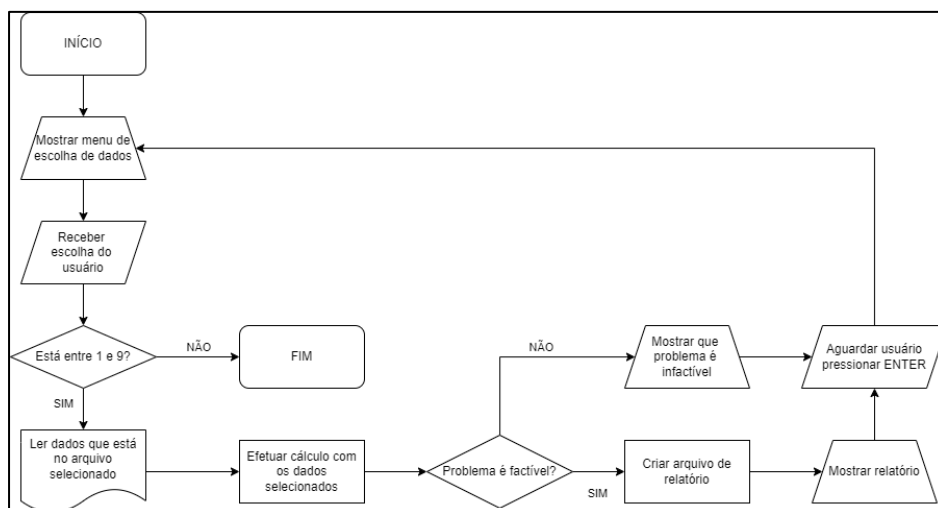 INÍCIO
Mostrar menu de
escolha de dados
Receber
escolha do
usuário
Está entre 1 e 9?
NÃO
FIM
SIM
Ler dados que está
no arquivo
selecionado
Efetuar cálculo com
os dados
selecionados
Problema é factível?
NÃO
Mostrar que
problema é
infactível
Aguardar usuário
pressionar ENTER
SIM
Criar arquivo de
relatório
Mostrar relatório